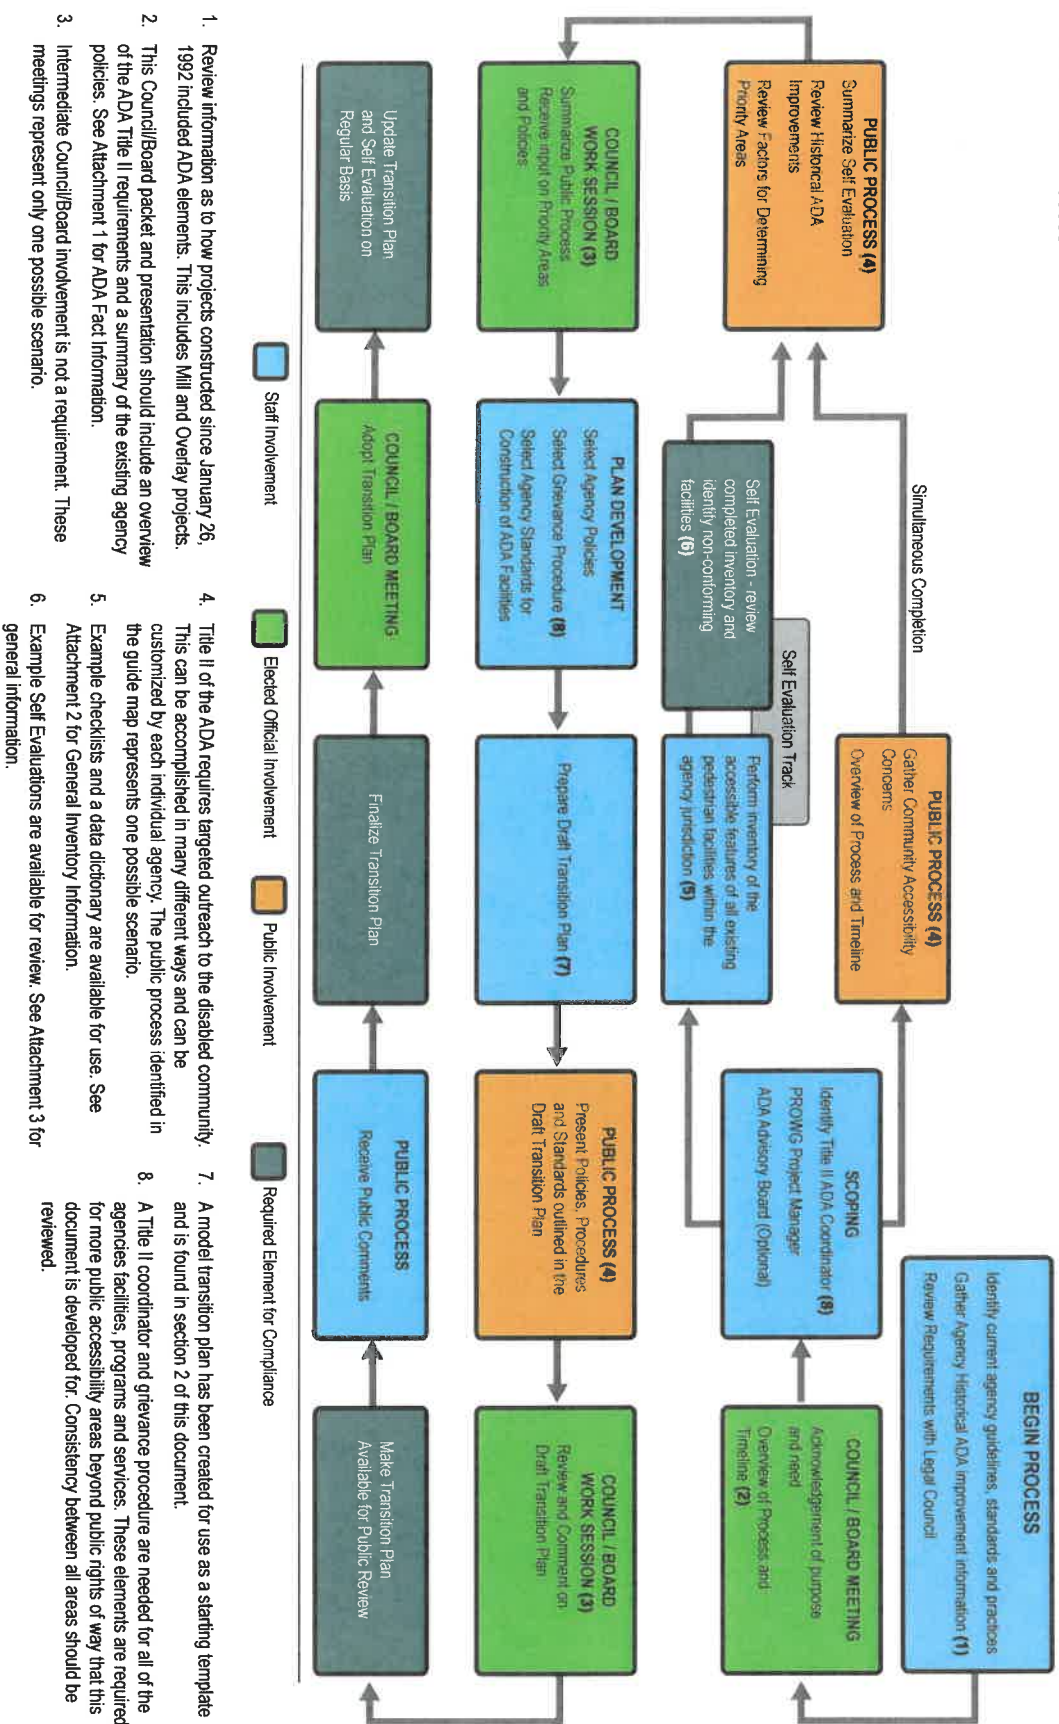 BEGIN PROCESS
Identify current agency guidelines, standards and practices
Gather Agency Historical ADA improvement information (1)
Review Requirements with Legal Council
COUNCIL / BOARD MEETING
Acknowledgement of purpose
and need
Overview of Process and
Timeline (2)
SCOPING
Identify Title II ADA Coordinator (8)
PROWG Project Manager
ADA Advisory Board (Optional)
PUBLIC PROCESS (4)
Gather Community Accessibility
Concerns
Overview of Process and Timeline
Simultaneous Completion
Self Evaluation Track
Perform inventory of the
accessible features of all existing
pedestrian facilities within the
agency jurisdiction (5)
Self Evaluation - review
completed inventory and
identify non-conforming
facilities (6)
PUBLIC PROCESS (4)
Summarize Self Evaluation
Review Historical ADA
Improvements
Review Factors for Determining
Priority Areas
COUNCIL / BOARD
WORK SESSION (3)
Summarize Public Process
Receive input on Priority Areas
and Policies
PLAN DEVELOPMENT
Select Agency Policies
Select Grievance Procedure (8)
Select Agency Standards for
Construction of ADA Facilities
Prepare Draft Transition Plan (7)
PUBLIC PROCESS (4)
Present Policies, Procedures
and Standards outlined in the
Draft Transition Plan
COUNCIL / BOARD
WORK SESSION (3)
Review and Comment on
Draft Transition Plan
Make Transition Plan
Available for Public Review
PUBLIC PROCESS
Receive Public Comments
Finalize Transition Plan
COUNCIL / BOARD MEETING
Adopt Transition Plan
Update Transition Plan
and Self Evaluation on
Regular Basis
Staff Involvement
Elected Official Involvement
Public Involvement
Required Element for Compliance
1. Review information as to how projects constructed since January 26,
1992 included ADA elements. This includes Mill and Overlay projects.
2. This Council/Board packet and presentation should include an overview
of the ADA Title II requirements and a summary of the existing agency
policies. See Attachment 1 for ADA Fact Information.
3. Intermediate Council/Board involvement is not a requirement. These
meetings represent only one possible scenario.
4. Title II of the ADA requires targeted outreach to the disabled community.
This can be accomplished in many different ways and can be
customized by each individual agency. The public process identified in
the guide map represents one possible scenario.
5. Example checklists and a data dictionary are available for use. See
Attachment 2 for General Inventory Information.
6. Example Self Evaluations are available for review. See Attachment 3 for
general information.
7. A model transition plan has been created for use as a starting template
and is found in section 2 of this document.
8. A Title II coordinator and grievance procedure are needed for all of the
agencies facilities, programs and services. These elements are required
for more public accessibility areas beyond public rights of way that this
document is developed for. Consistency between all areas should be
reviewed.